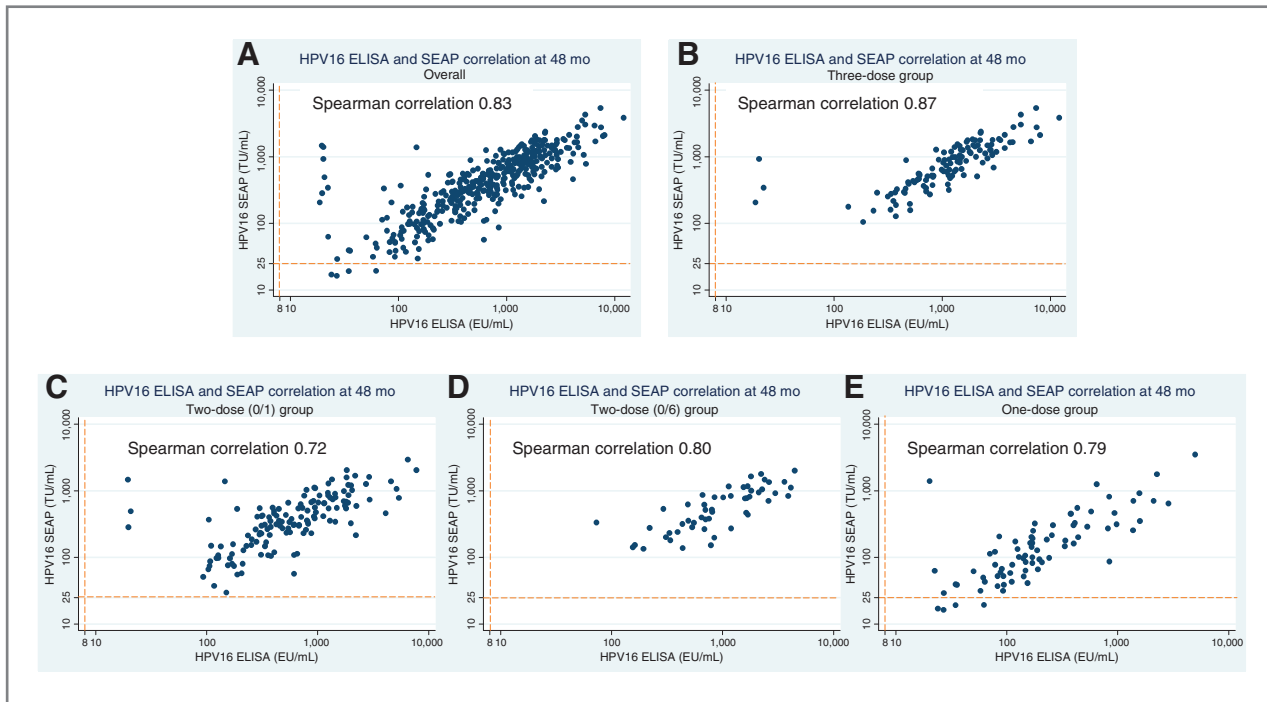 A
HPV16 ELISA and SEAP correlation at 48 mo
Overall
Spearman correlation 0.83
HPV16 SEAP (TU/mL)
10,000
1,000
100
25
10
8 10
100
1,000
10,000
HPV16 ELISA (EU/mL)
B
HPV16 ELISA and SEAP correlation at 48 mo
Three-dose group
Spearman correlation 0.87
HPV16 SEAP (TU/mL)
10,000
1,000
100
25
10
8 10
100
1,000
10,000
HPV16 ELISA (EU/mL)
C
HPV16 ELISA and SEAP correlation at 48 mo
Two-dose (0/1) group
Spearman correlation 0.72
HPV16 SEAP (TU/mL)
10,000
1,000
100
25
10
8 10
100
1,000
10,000
HPV16 ELISA (EU/mL)
D
HPV16 ELISA and SEAP correlation at 48 mo
Two-dose (0/6) group
Spearman correlation 0.80
HPV16 SEAP (TU/mL)
10,000
1,000
100
25
10
8 10
100
1,000
10,000
HPV16 ELISA (EU/mL)
E
HPV16 ELISA and SEAP correlation at 48 mo
One-dose group
Spearman correlation 0.79
HPV16 SEAP (TU/mL)
10,000
1,000
100
25
10
8 10
100
1,000
10,000
HPV16 ELISA (EU/mL)